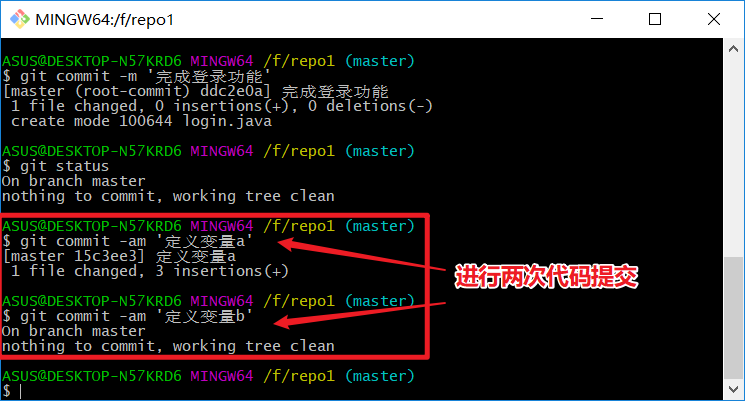 MINGW64:/f/repo1
ASUS@DESKTOP-N57KRD6 MINGW64 /f/repo1 (master)
$ git commit -m '完成登录功能'
[master (root-commit) ddc2e0a] 完成登录功能
 1 file changed, 0 insertions(+), 0 deletions(-)
 create mode 100644 login.java
ASUS@DESKTOP-N57KRD6 MINGW64 /f/repo1 (master)
$ git status
On branch master
nothing to commit, working tree clean
ASUS@DESKTOP-N57KRD6 MINGW64 /f/repo1 (master)
$ git commit -am '定义变量a'
[master 15c3ee3] 定义变量a
 1 file changed, 3 insertions(+)
进行两次代码提交
ASUS@DESKTOP-N57KRD6 MINGW64 /f/repo1 (master)
$ git commit -am '定义变量b'
On branch master
nothing to commit, working tree clean
ASUS@DESKTOP-N57KRD6 MINGW64 /f/repo1 (master)
$